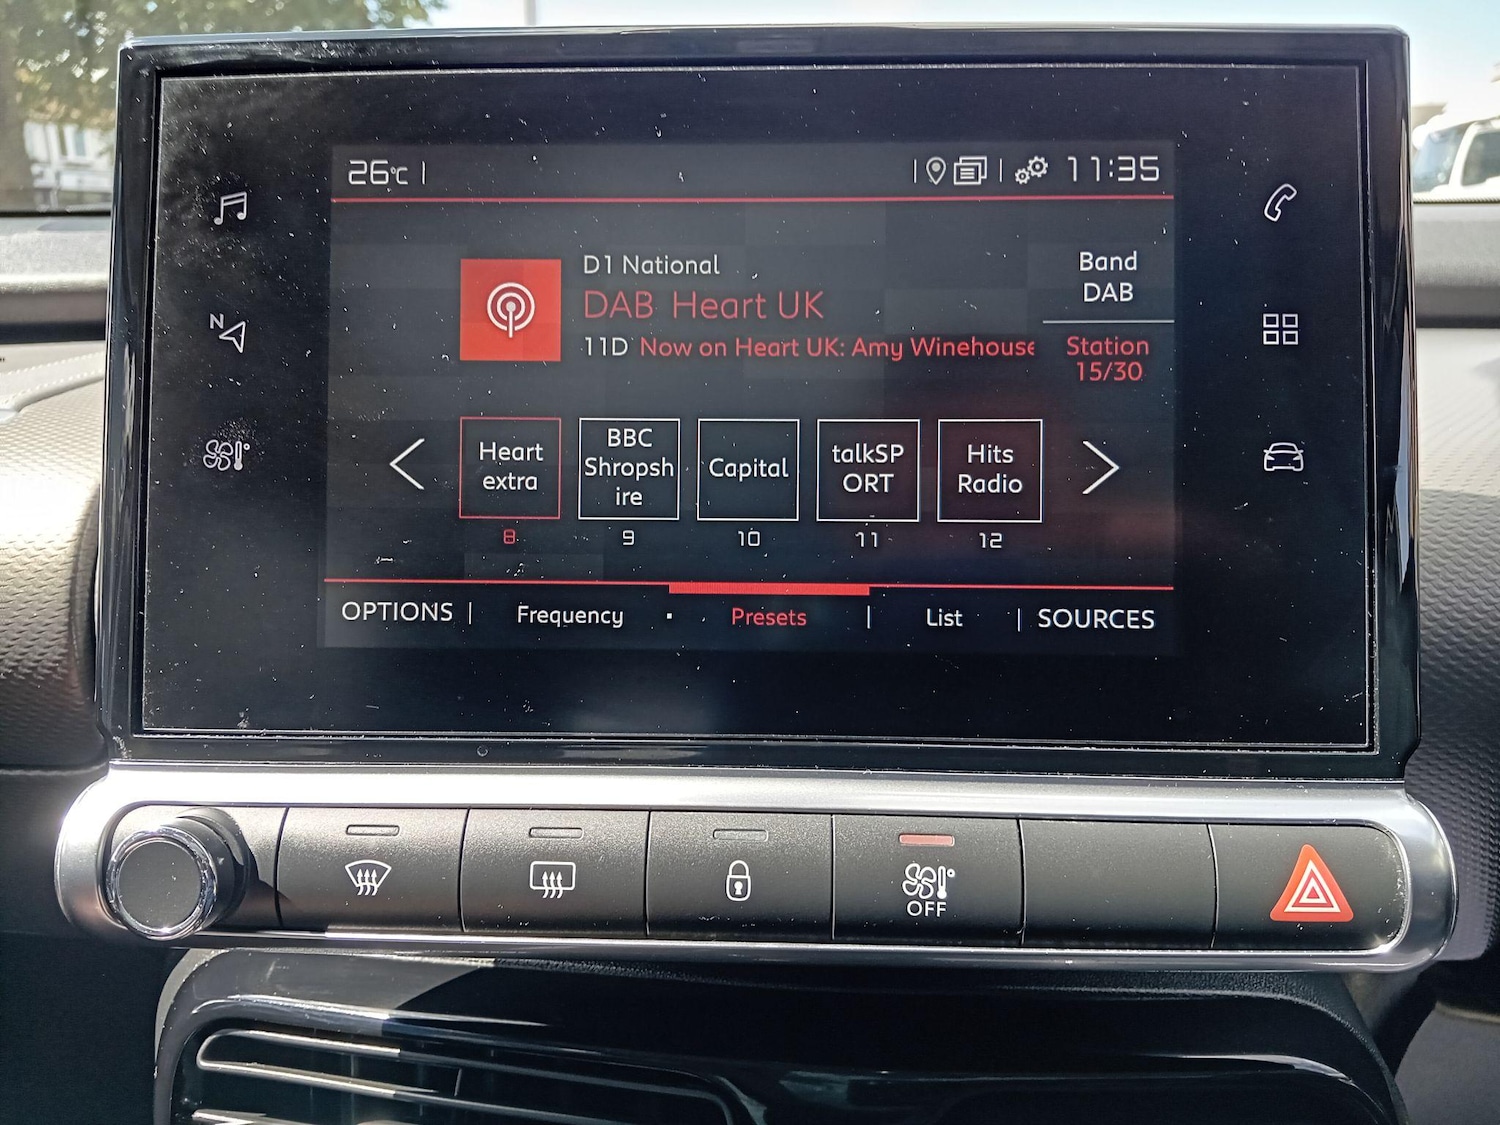 26°C
11:35
D1 National
DAB Heart UK
11D Now on Heart UK: Amy Winehouse
Band
DAB
Station
15/30
Heart
extra
8
BBC
Shropsh
ire
9
Capital
10
talkSP
ORT
11
Hits
Radio
12
OPTIONS
Frequency
Presets
List
SOURCES
N
OFF